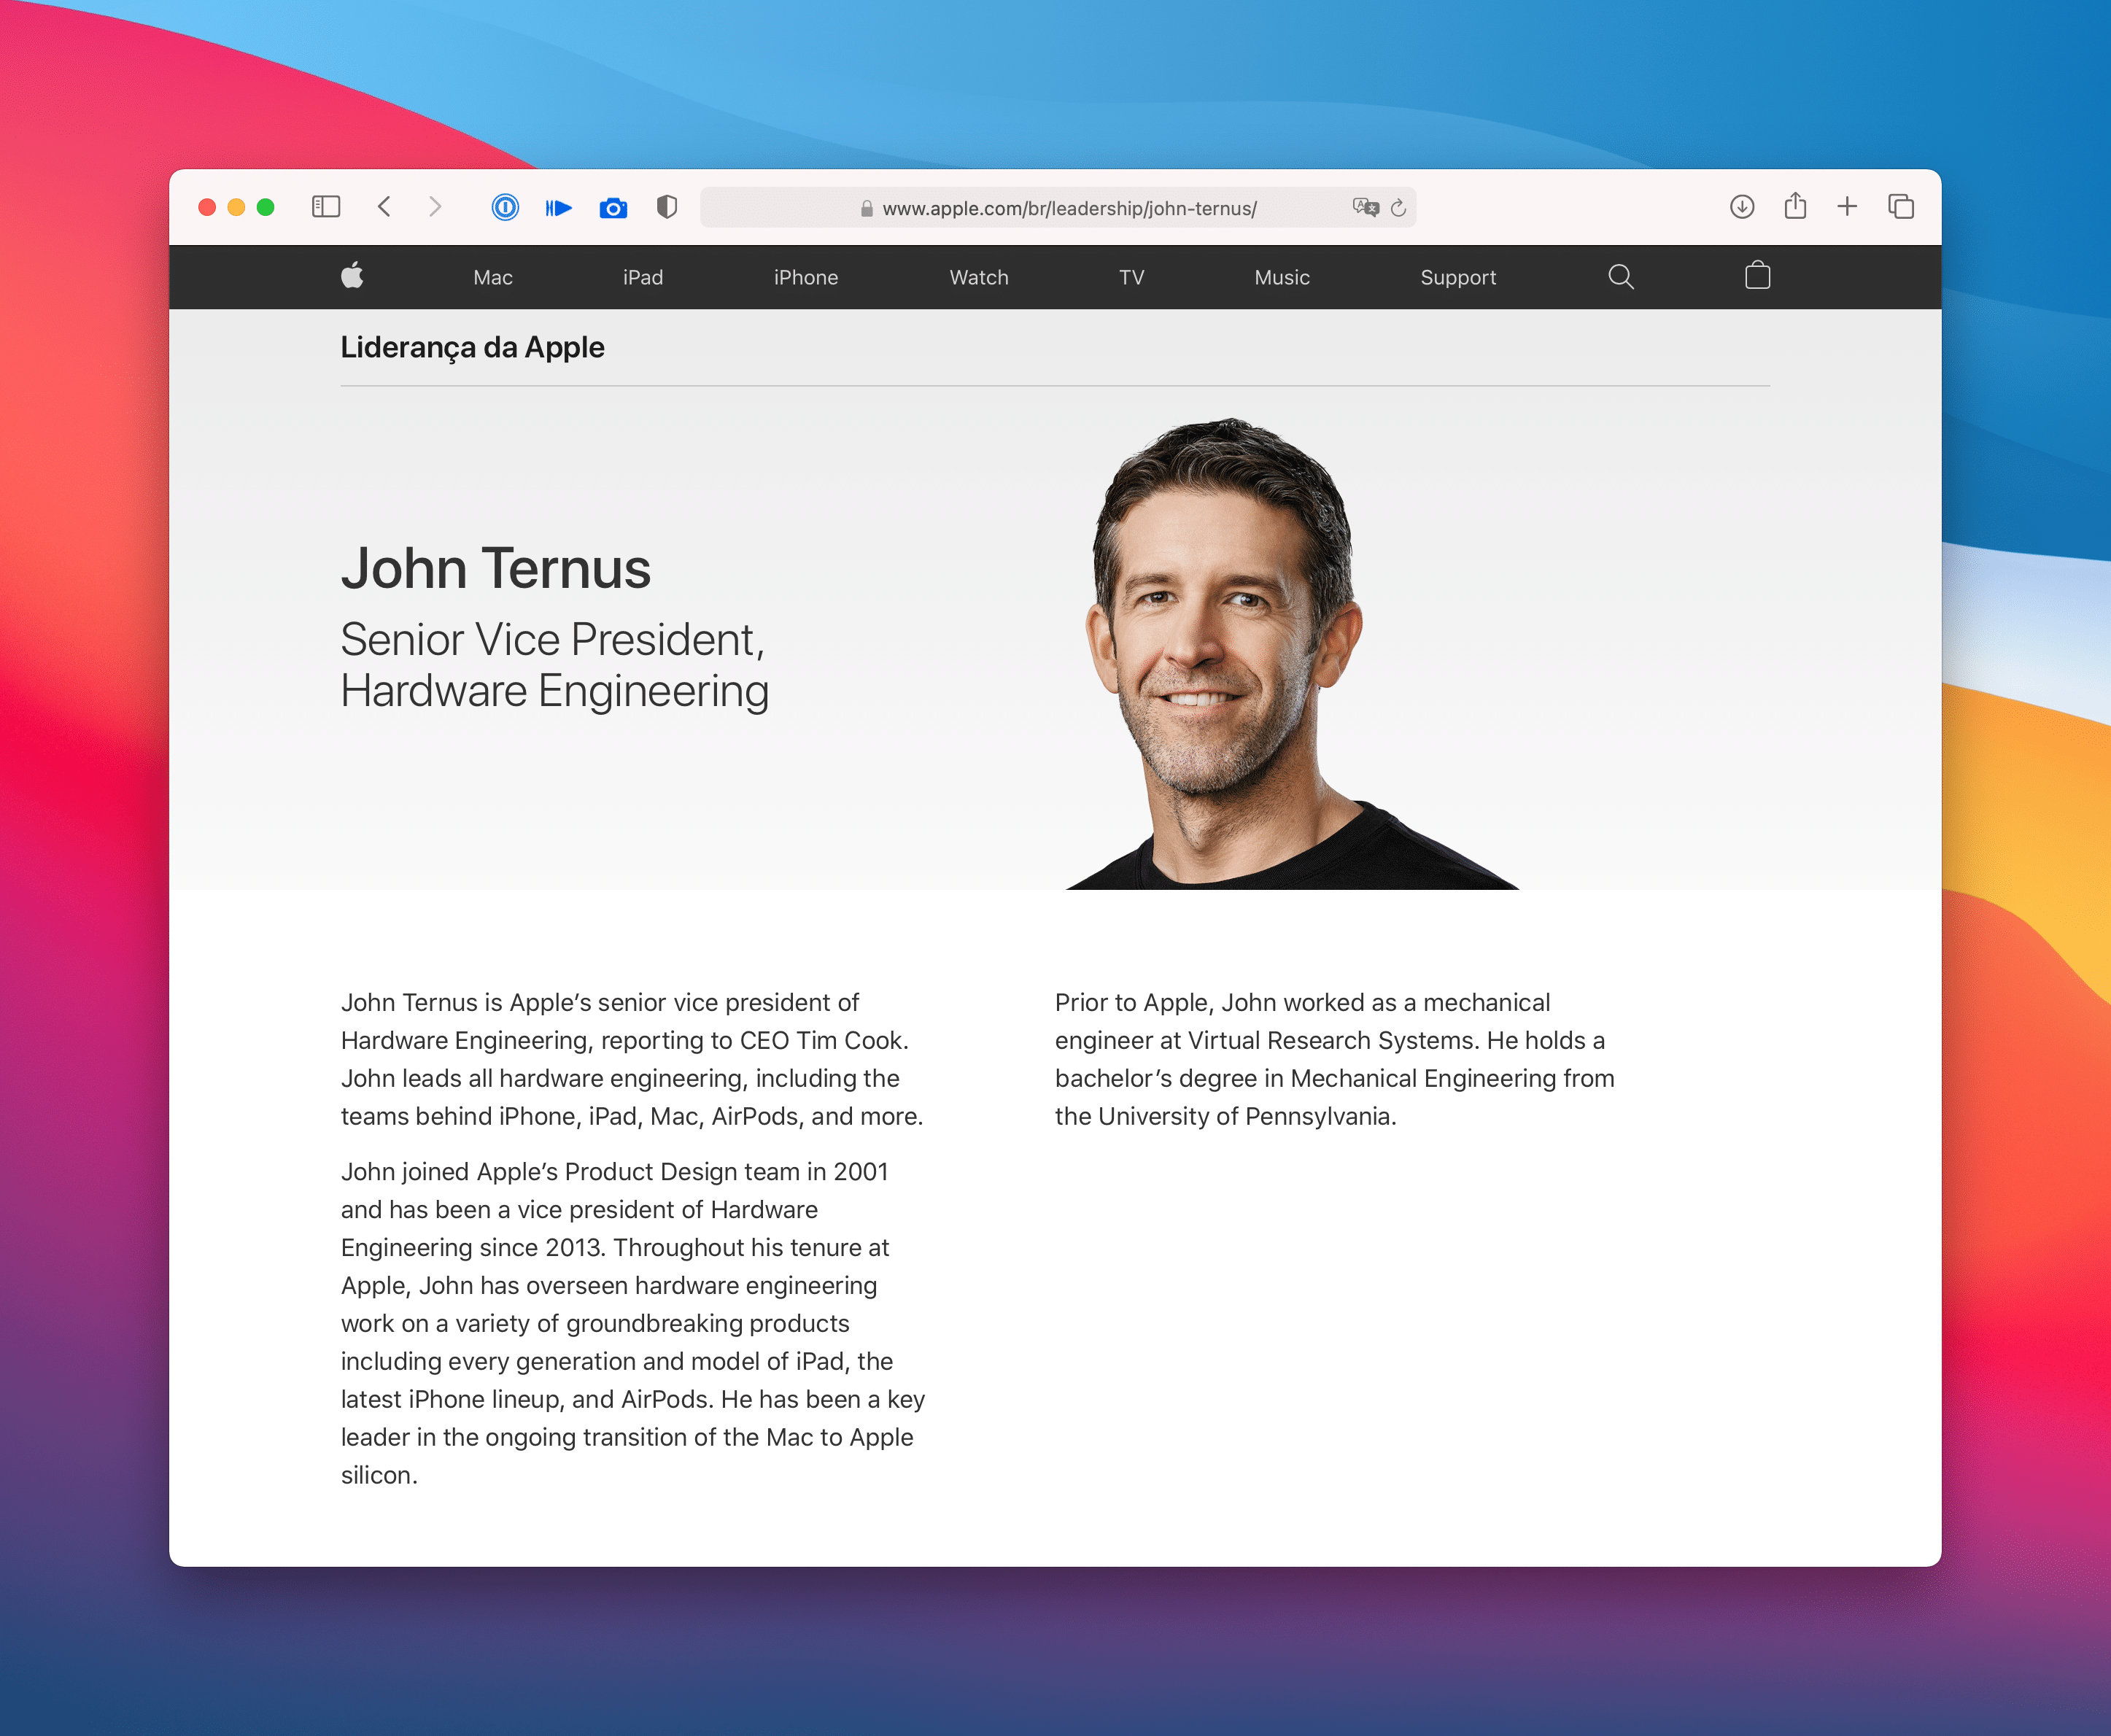 www.apple.com/br/leadership/john-ternus/
Mac iPad iPhone Watch TV Music Support
Liderança da Apple
John Ternus
Senior Vice President,
Hardware Engineering
John Ternus is Apple’s senior vice president of
Hardware Engineering, reporting to CEO Tim Cook.
John leads all hardware engineering, including the
teams behind iPhone, iPad, Mac, AirPods, and more.
John joined Apple’s Product Design team in 2001
and has been a vice president of Hardware
Engineering since 2013. Throughout his tenure at
Apple, John has overseen hardware engineering
work on a variety of groundbreaking products
including every generation and model of iPad, the
latest iPhone lineup, and AirPods. He has been a key
leader in the ongoing transition of the Mac to Apple
silicon.
Prior to Apple, John worked as a mechanical
engineer at Virtual Research Systems. He holds a
bachelor’s degree in Mechanical Engineering from
the University of Pennsylvania.